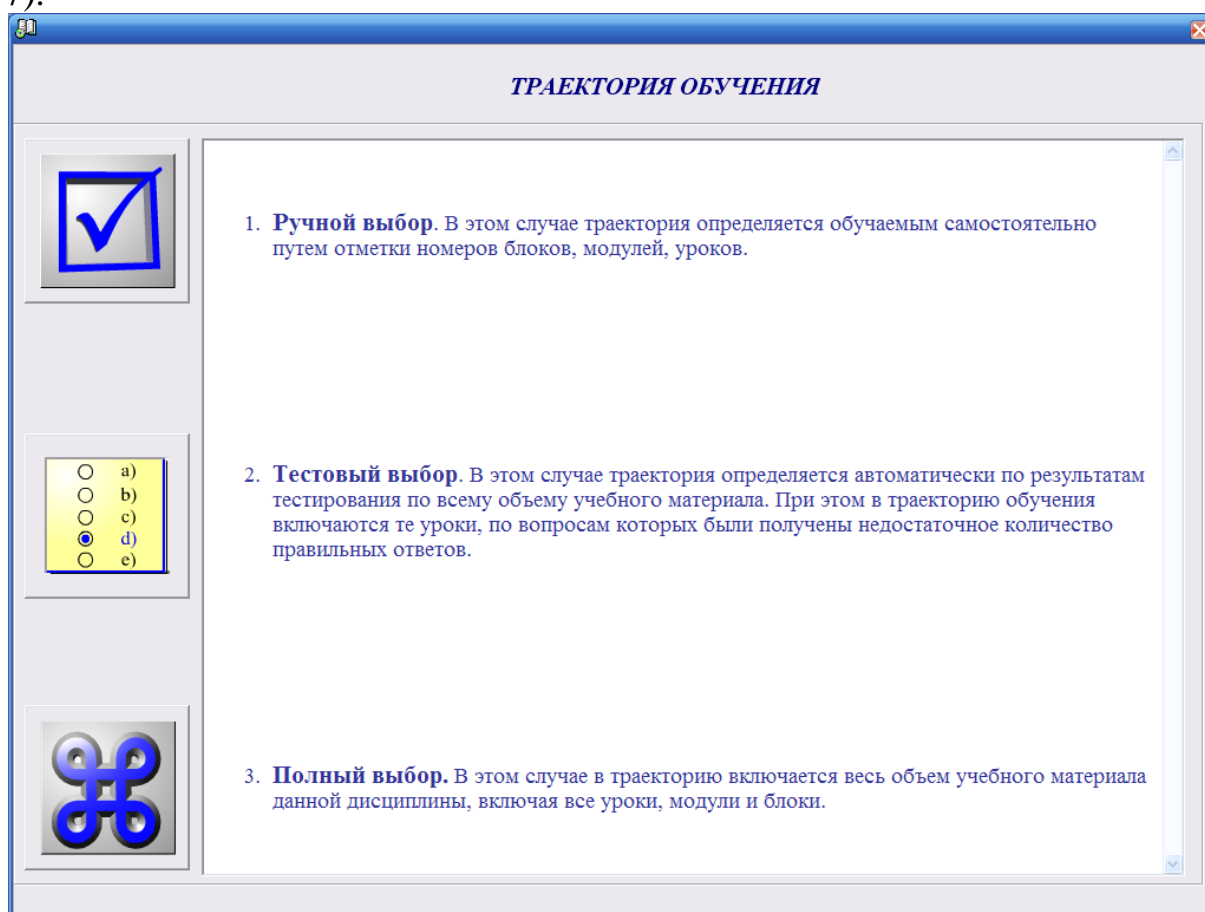 7).
ТРАЕКТОРИЯ ОБУЧЕНИЯ
1. Ручной выбор. В этом случае траектория определяется обучаемым самостоятельно
путем отметки номеров блоков, модулей, уроков.
a)
b)
c)
d)
e)
2. Тестовый выбор. В этом случае траектория определяется автоматически по результатам
тестирования по всему объему учебного материала. При этом в траекторию обучения
включаются те уроки, по вопросам которых были получены недостаточное количество
правильных ответов.
3. Полный выбор. В этом случае в траекторию включается весь объем учебного материала
данной дисциплины, включая все уроки, модули и блоки.